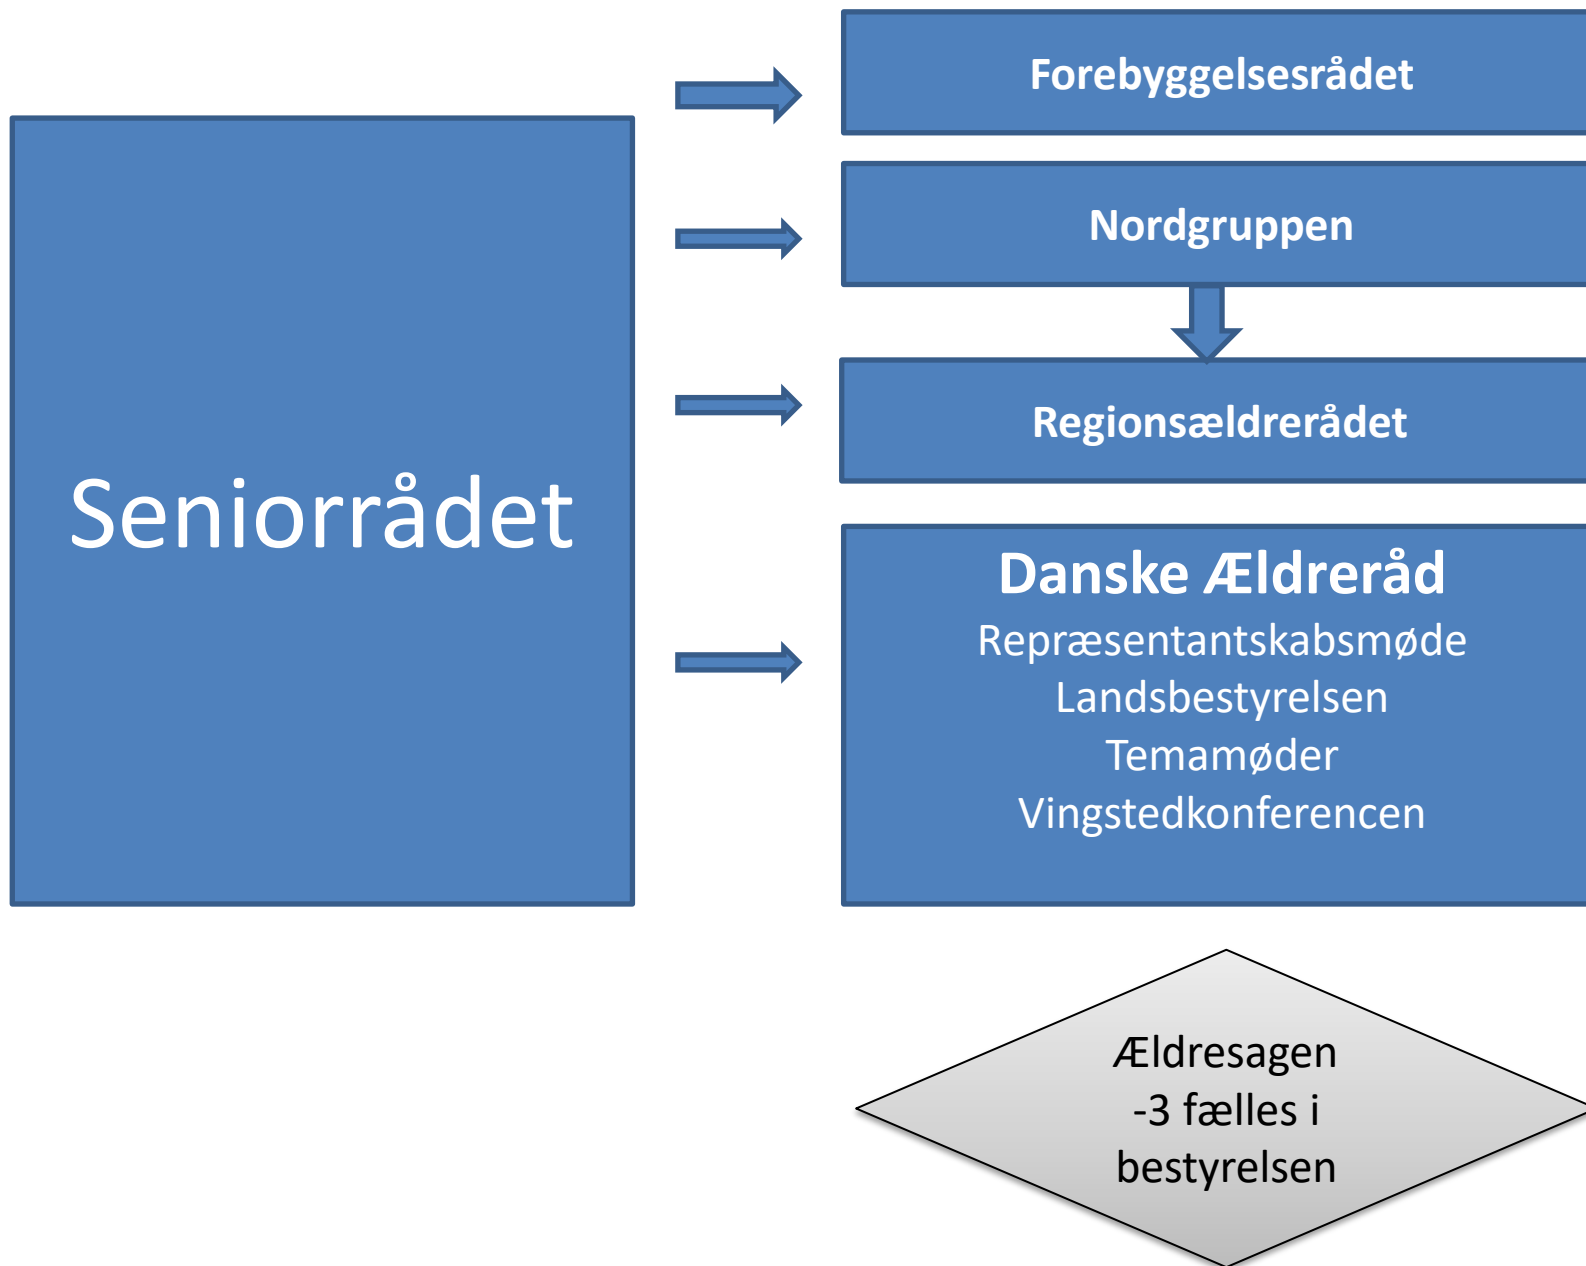 Seniorrådet
Forebyggelsesrådet
Nordgruppen
Regionsældrerådet
Danske Ældreråd
Repræsentantskabsmøde
Landsbestyrelsen
Temamøder
Vingstedkonferencen
Ældresagen
-3 fælles i
bestyrelsen